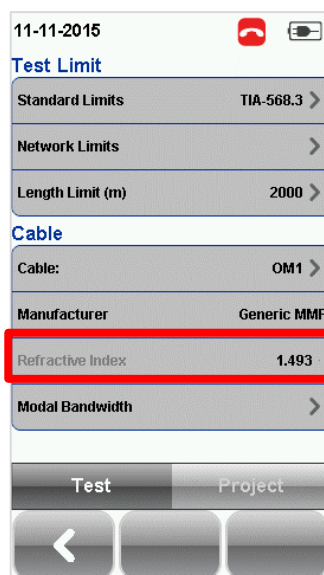 11-11-2015
Test Limit
Standard Limits TIA-568.3
Network Limits
Length Limit (m) 2000
Cable
Cable: OM1
Manufacturer Generic MMF
Refractive Index 1.493
Modal Bandwidth
Test Project